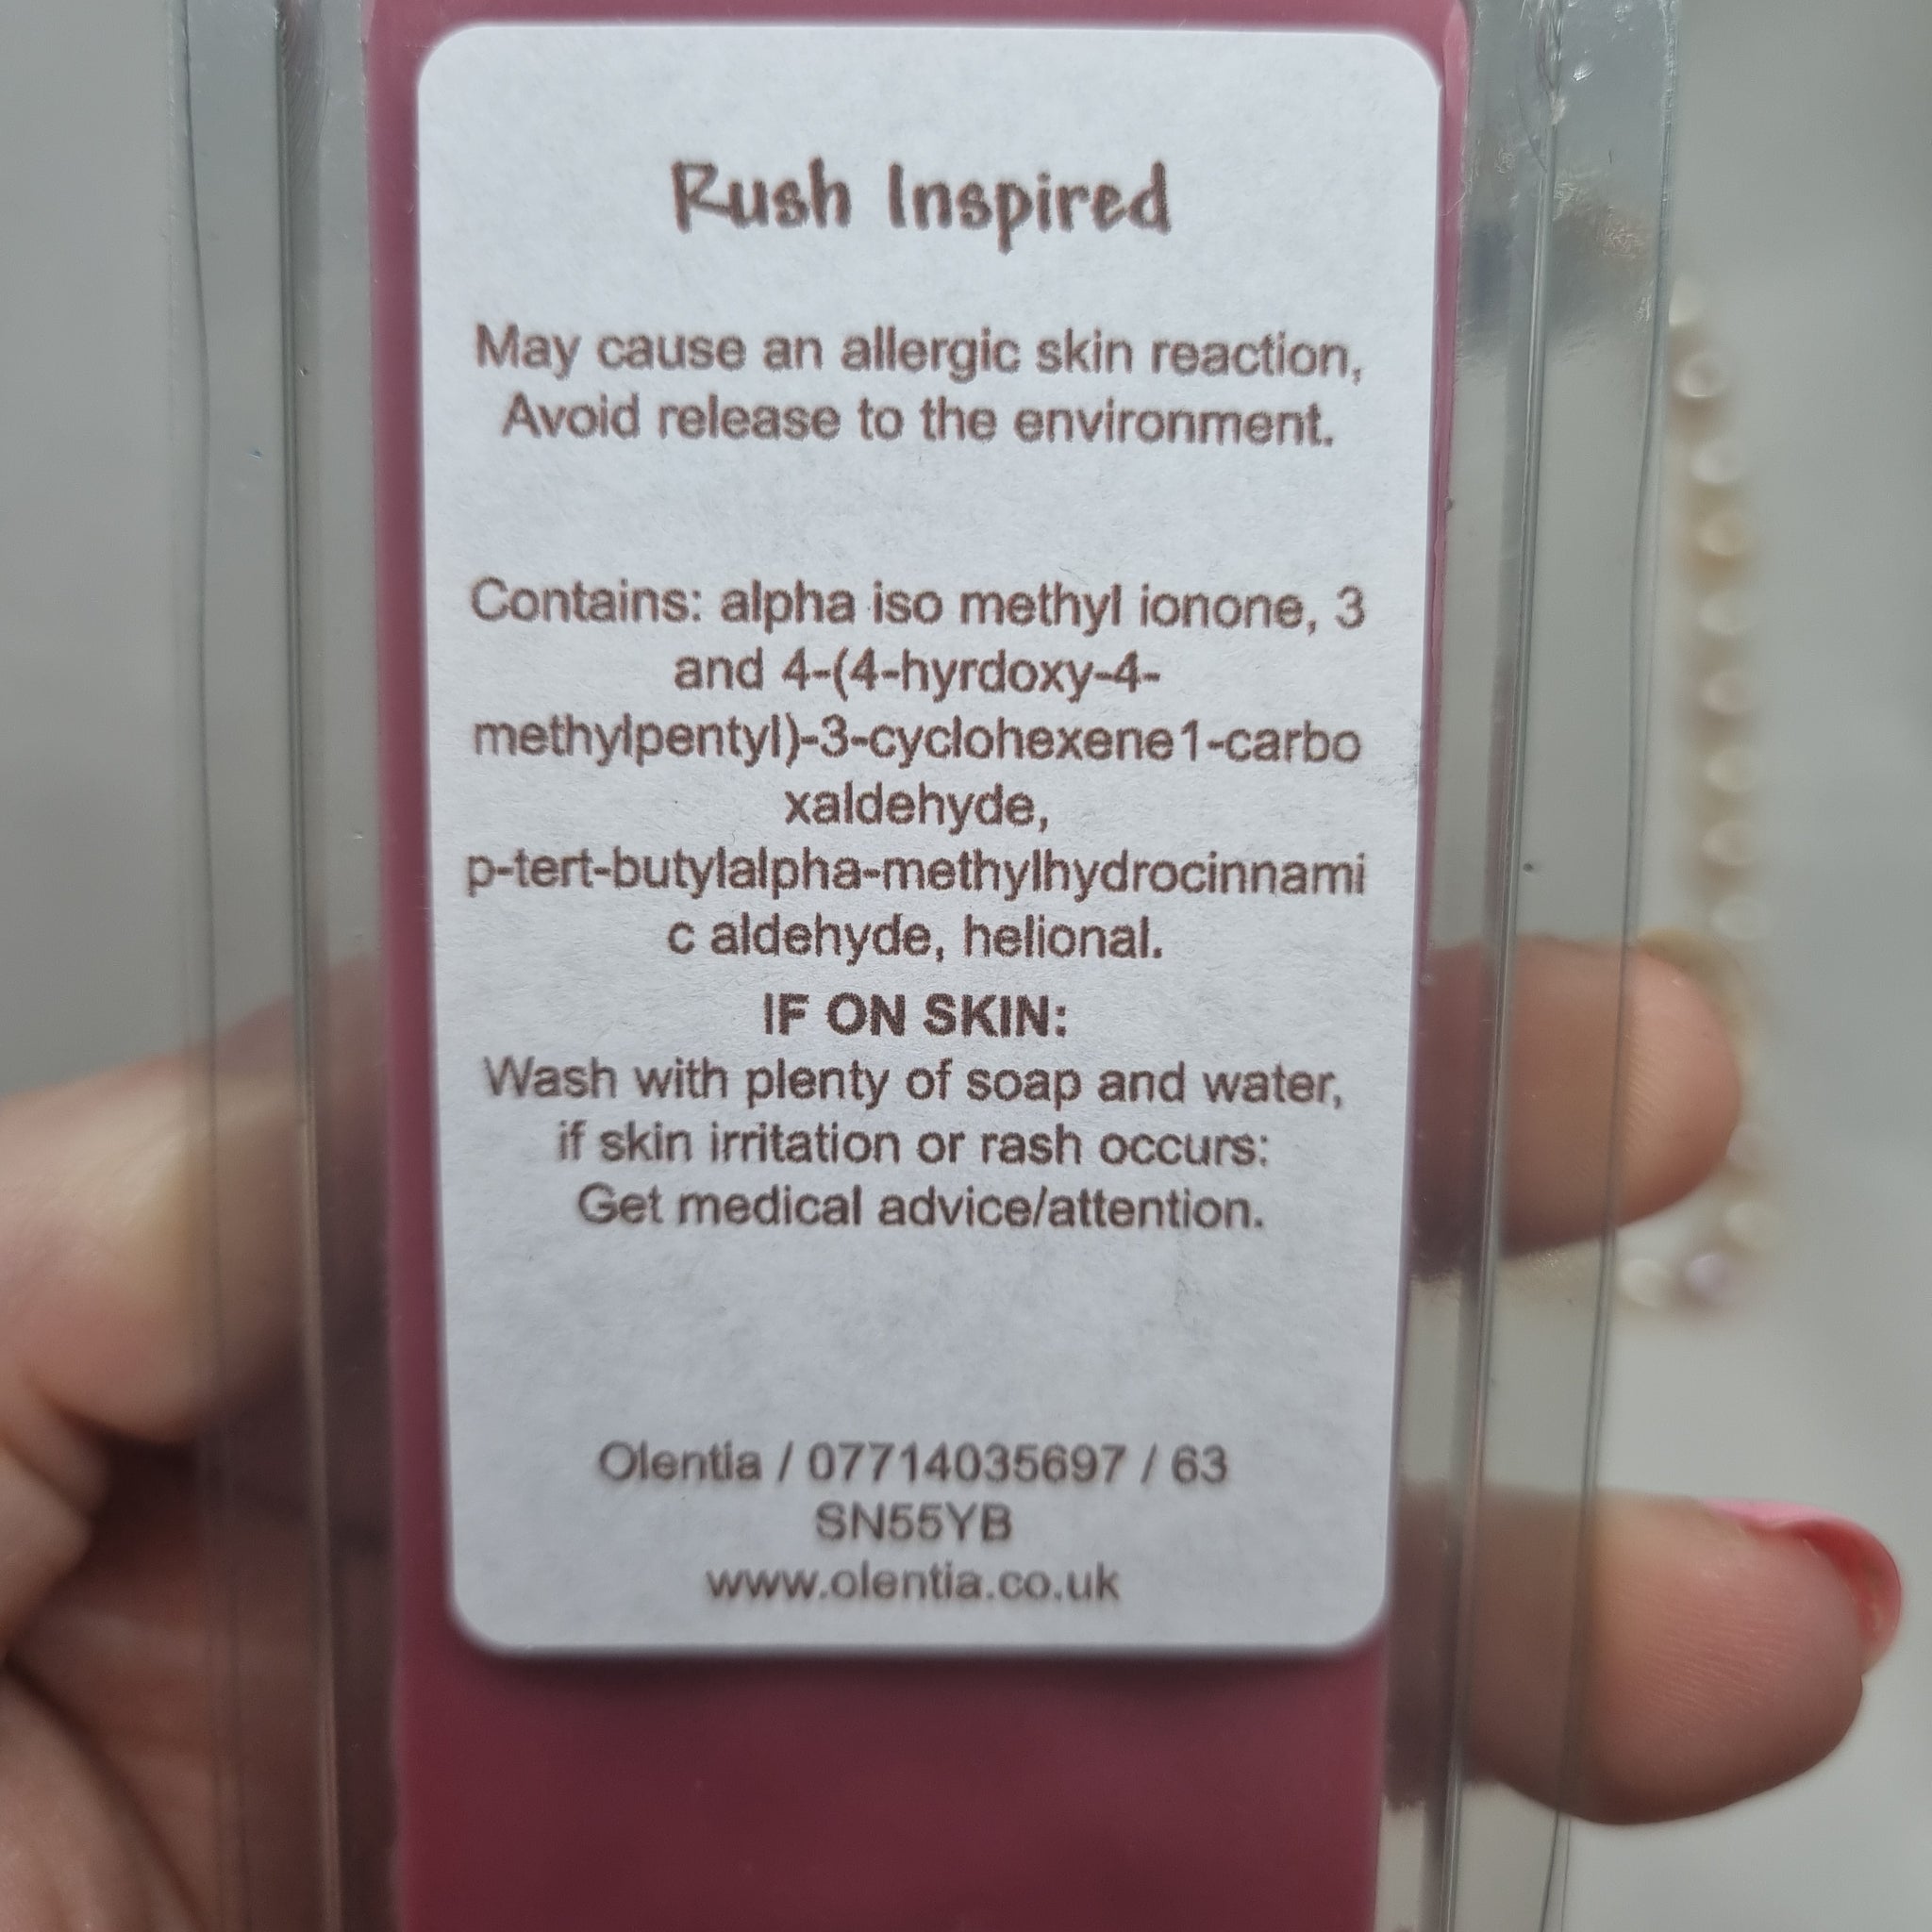 Rush Inspired
May cause an allergic skin reaction,
Avoid release to the environment.
Contains: alpha iso methyl ionone, 3
and 4-(4-hyrdoxy-4-
methylpentyl)-3-cyclohexene1-carbo
xaldehyde,
p-tert-butylalpha-methylhydrocinnami
c aldehyde, helional.
IF ON SKIN:
Wash with plenty of soap and water,
if skin irritation or rash occurs:
Get medical advice/attention.
Olentia / 07714035697 / 63
SN55YB
www.olentia.co.uk